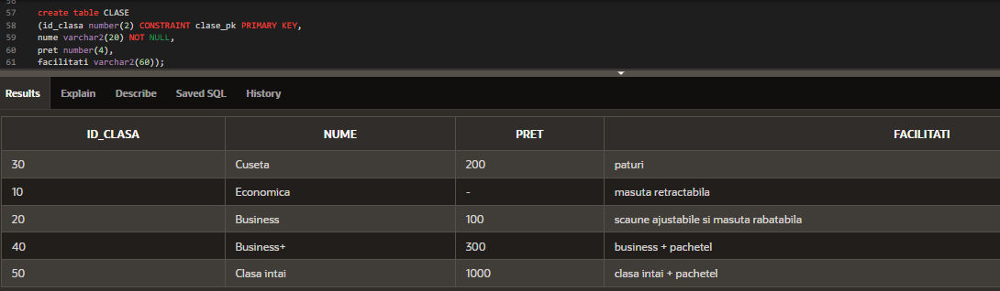 56
57 create table CLASE
58 (id_clasa number(2) CONSTRAINT clase_pk PRIMARY KEY,
59 nume varchar2(20) NOT NULL,
60 pret number(4),
61 facilitati varchar2(60));
Results Explain Describe Saved SQL History
ID_CLASA NUME PRET FACILITATI
30 Cuseta 200 paturi
10 Economica - masuta retractabila
20 Business 100 scaune ajustabile si masuta rabatabila
40 Business+ 300 business + pachetel
50 Clasa intai 1000 clasa intai + pachetel